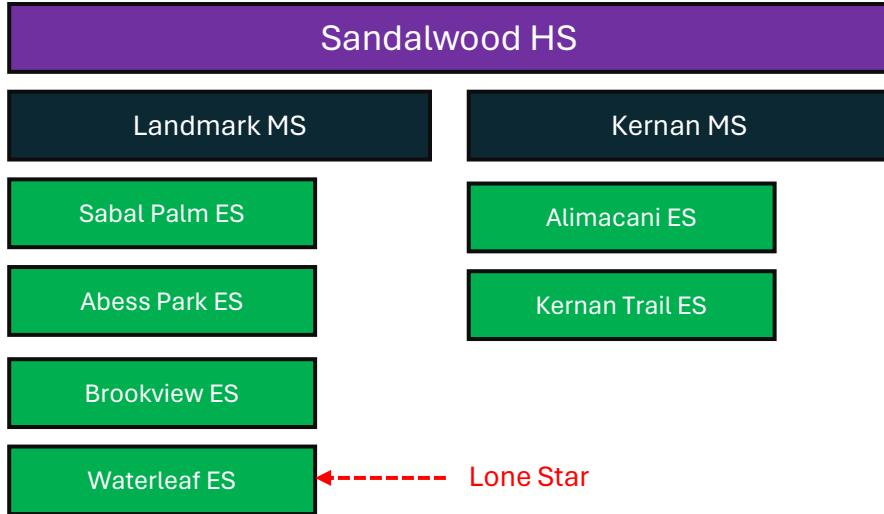 Sandalwood HS
Landmark MS
Kernan MS
Sabal Palm ES
Alimacani ES
Abess Park ES
Kernan Trail ES
Brookview ES
Waterleaf ES
Lone Star